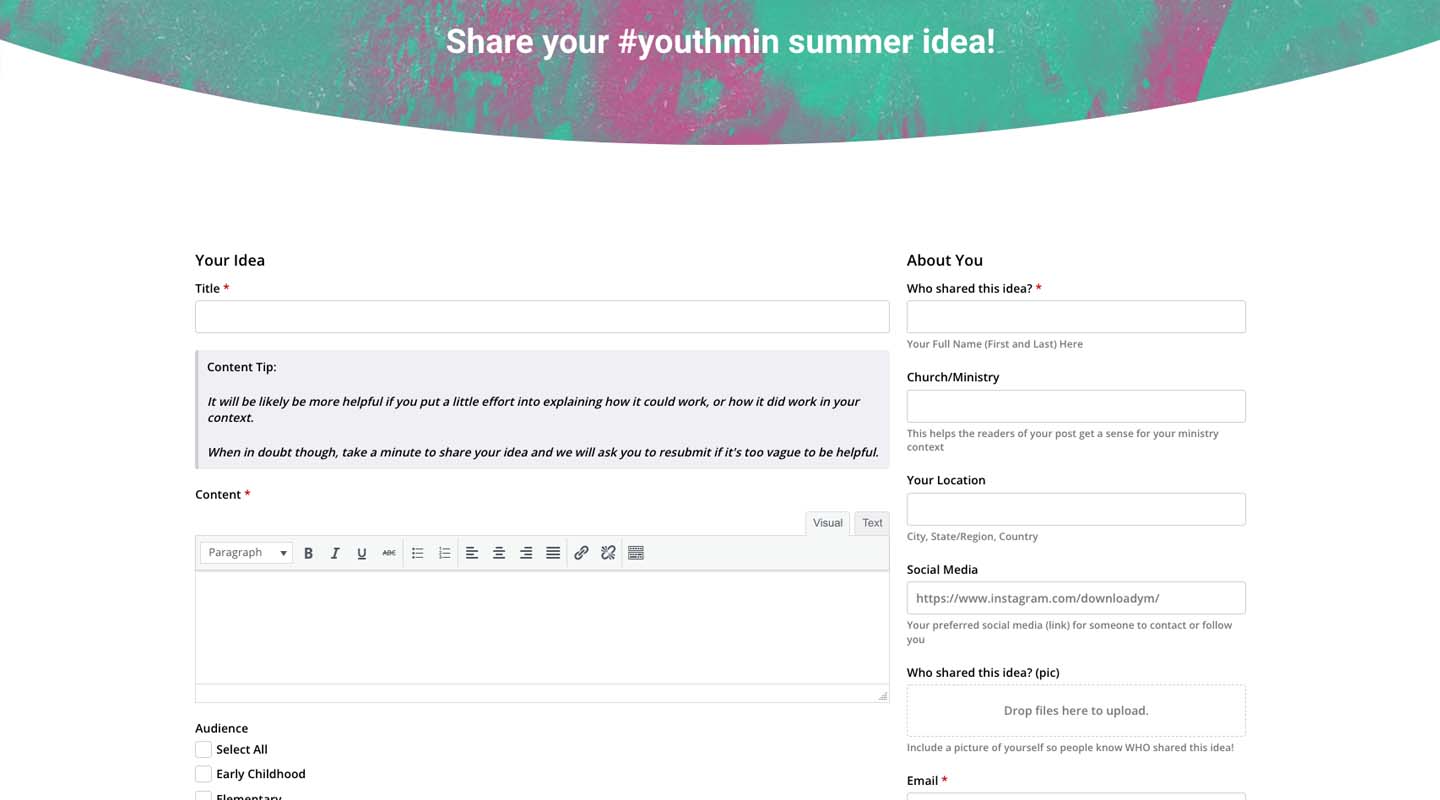 Share your #youthmin summer idea!
Your Idea
Title *
Content Tip:
It will be likely be more helpful if you put a little effort into explaining how it could work, or how it did work in your
context.
When in doubt though, take a minute to share your idea and we will ask you to resubmit if it's too vague to be helpful.
Content *
Visual
Text
Paragraph
B I U ABC
Audience
Select All
Early Childhood
Elementary
About You
Who shared this idea? *
Your Full Name (First and Last) Here
Church/Ministry
This helps the readers of your post get a sense for your ministry
context
Your Location
City, State/Region, Country
Social Media
https://www.instagram.com/downloadym/
Your preferred social media (link) for someone to contact or follow
you
Who shared this idea? (pic)
Drop files here to upload.
Include a picture of yourself so people know WHO shared this idea!
Email *